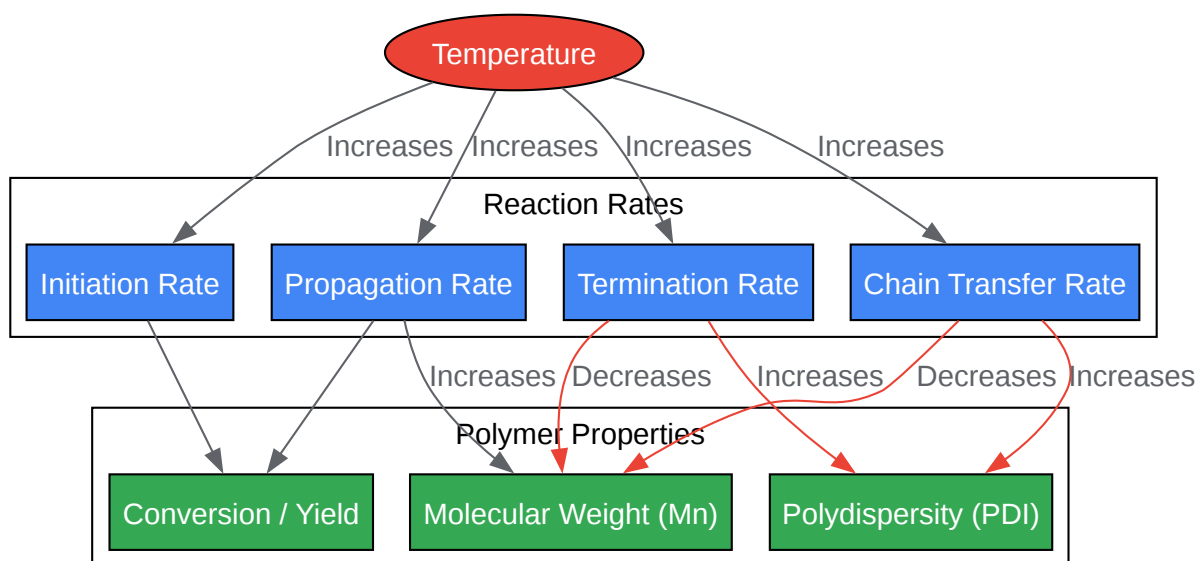 Temperature
Increases Increases Increases Increases
Reaction Rates
Initiation Rate Propagation Rate Termination Rate Chain Transfer Rate
Increases Decreases Increases Decreases Increases
Polymer Properties
Conversion / Yield Molecular Weight (Mn) Polydispersity (PDI)